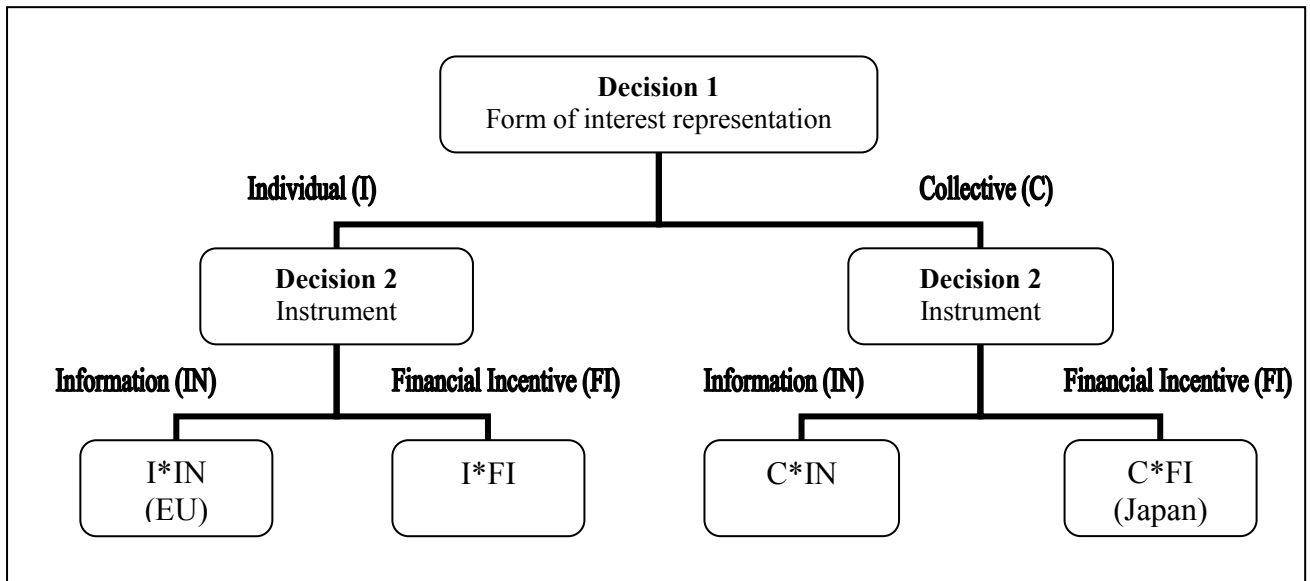 Decision 1
Form of interest representation
Individual (I)
Collective (C)
Decision 2
Instrument
Decision 2
Instrument
Information (IN)
Financial Incentive (FI)
Information (IN)
Financial Incentive (FI)
I*IN
(EU)
I*FI
C*IN
C*FI
(Japan)